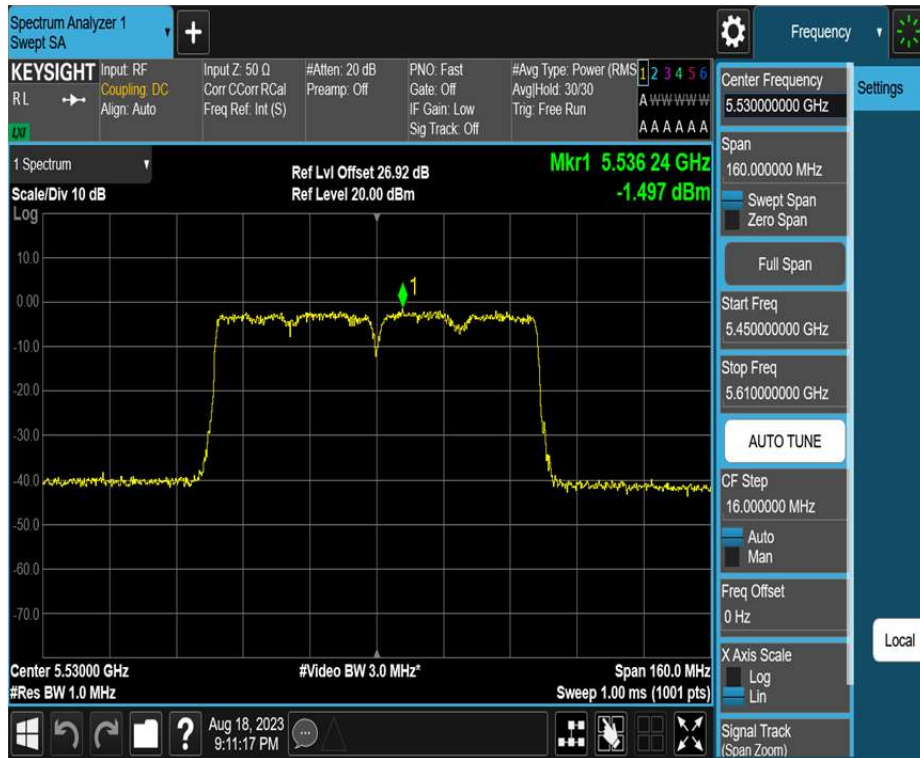 Spectrum Analyzer 1
Swept SA
Frequency
KEYSIGHT
R L
LXI
Input: RF
Coupling: DC
Align: Auto
Input Z: 50 Ω
Corr CCorr RCal
Freq Ref: Int (S)
#Atten: 20 dB
Preamp: Off
PNO: Fast
Gate: Off
IF Gain: Low
Sig Track: Off
#Avg Type: Power (RMS
Avg|Hold: 30/30
Trig: Free Run
1 2 3 4 5 6
A W W W W W
A A A A A A
Center Frequency
5.53000000 GHz
Settings
Span
160.000000 MHz
Swept Span
Zero Span
Full Span
Start Freq
5.450000000 GHz
Stop Freq
5.610000000 GHz
AUTO TUNE
CF Step
16.000000 MHz
Auto
Man
Freq Offset
0 Hz
X Axis Scale
Log
Lin
Local
Signal Track
(Span Zoom)
1 Spectrum
Scale/Div 10 dB
Log
Ref Lvl Offset 26.92 dB
Ref Level 20.00 dBm
Mkr1 5.536 24 GHz
-1.497 dBm
1
10.0
0.00
-10.0
-20.0
-30.0
-40.0
-50.0
-60.0
-70.0
Center 5.53000 GHz
#Res BW 1.0 MHz
#Video BW 3.0 MHz*
Span 160.0 MHz
Sweep 1.00 ms (1001 pts)
?
Aug 18, 2023
9:11:17 PM